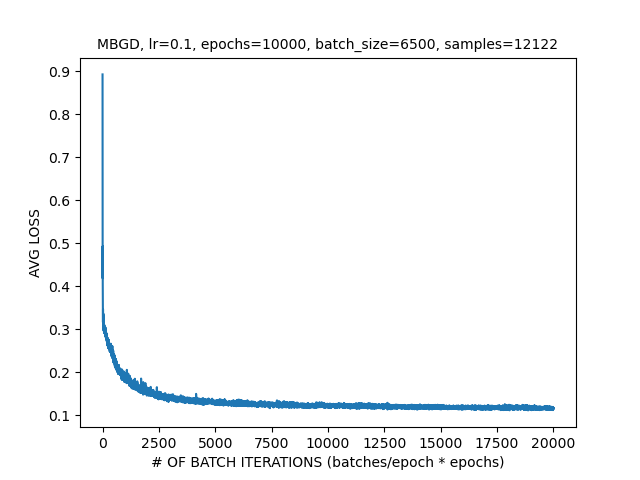 MBGD, lr=0.1, epochs=10000, batch_size=6500, samples=12122
0.9
0.8
0.7
0.6
0.5
0.4
0.3
0.2
0.1
AVG LOSS
0 2500 5000 7500 10000 12500 15000 17500 20000
# OF BATCH ITERATIONS (batches/epoch * epochs)